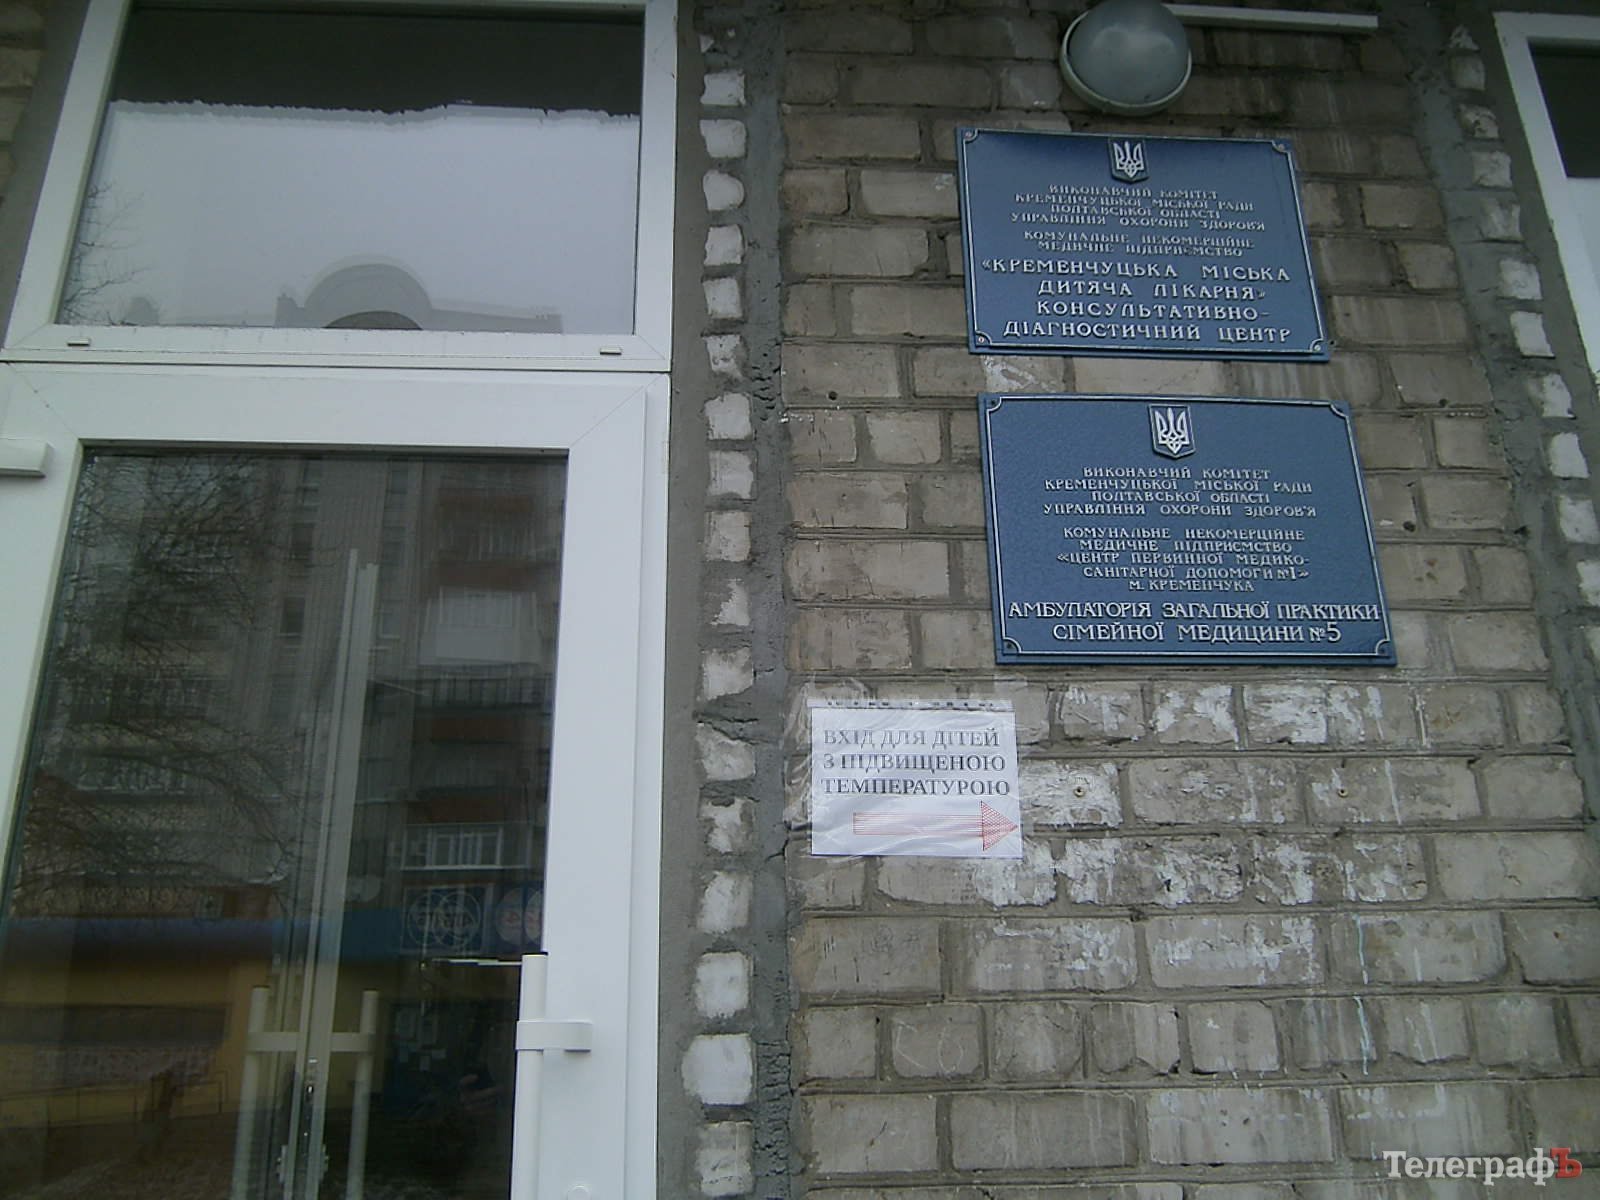 ВИКОНАВЧИЙ КОМІТЕТ
КРЕМЕНЧУЦЬКОЇ МІСЬКОЇ РАДИ
ПОЛТАВСЬКОЇ ОБЛАСТІ
УПРАВЛІННЯ ОХОРОНИ ЗДОРОВ'Я
КОМУНАЛЬНЕ НЕКОМЕРЦІЙНЕ
МЕДИЧНЕ ПІДПРИЄМСТВО
«КРЕМЕНЧУЦЬКА МІСЬКА
ДИТЯЧА ЛІКАРНЯ»
КОНСУЛЬТАТИВНО-
ДІАГНОСТИЧНИЙ ЦЕНТР
ВИКОНАВЧИЙ КОМІТЕТ
КРЕМЕНЧУЦЬКОЇ МІСЬКОЇ РАДИ
ПОЛТАВСЬКОЇ ОБЛАСТІ
УПРАВЛІННЯ ОХОРОНИ ЗДОРОВ'Я
КОМУНАЛЬНЕ НЕКОМЕРЦІЙНЕ
МЕДИЧНЕ ПІДПРИЄМСТВО
«ЦЕНТР ПЕРВИННОЇ МЕДИКО-
САНІТАРНОЇ ДОПОМОГИ №1»
М. КРЕМЕНЧУКА
АМБУЛАТОРІЯ ЗАГАЛЬНОЇ ПРАКТИКИ
СІМЕЙНОЇ МЕДИЦИНИ №5
ВХІД ДЛЯ ДІТЕЙ
З ПІДВИЩЕНОЮ
ТЕМПЕРАТУРОЮ
ТелеграфЪ